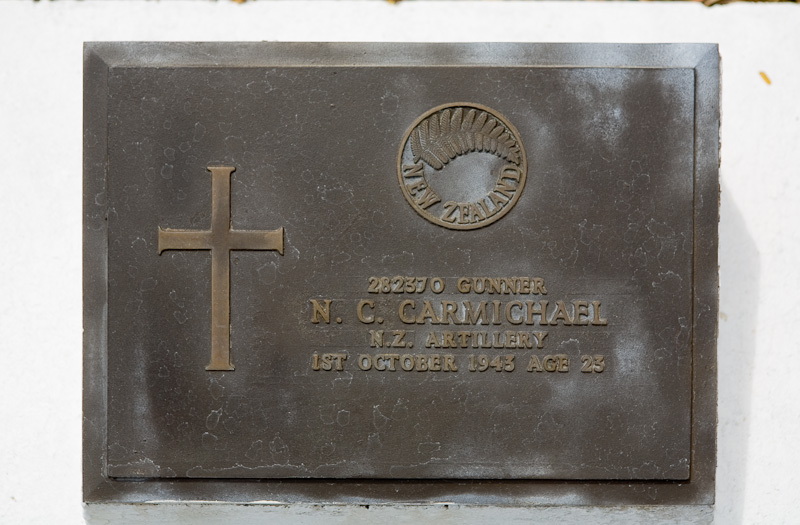 NEW ZEALAND
282370 GUNNER
N. C. CARMICHAEL
N.Z. ARTILLERY
1ST OCTOBER 1943 AGE 23